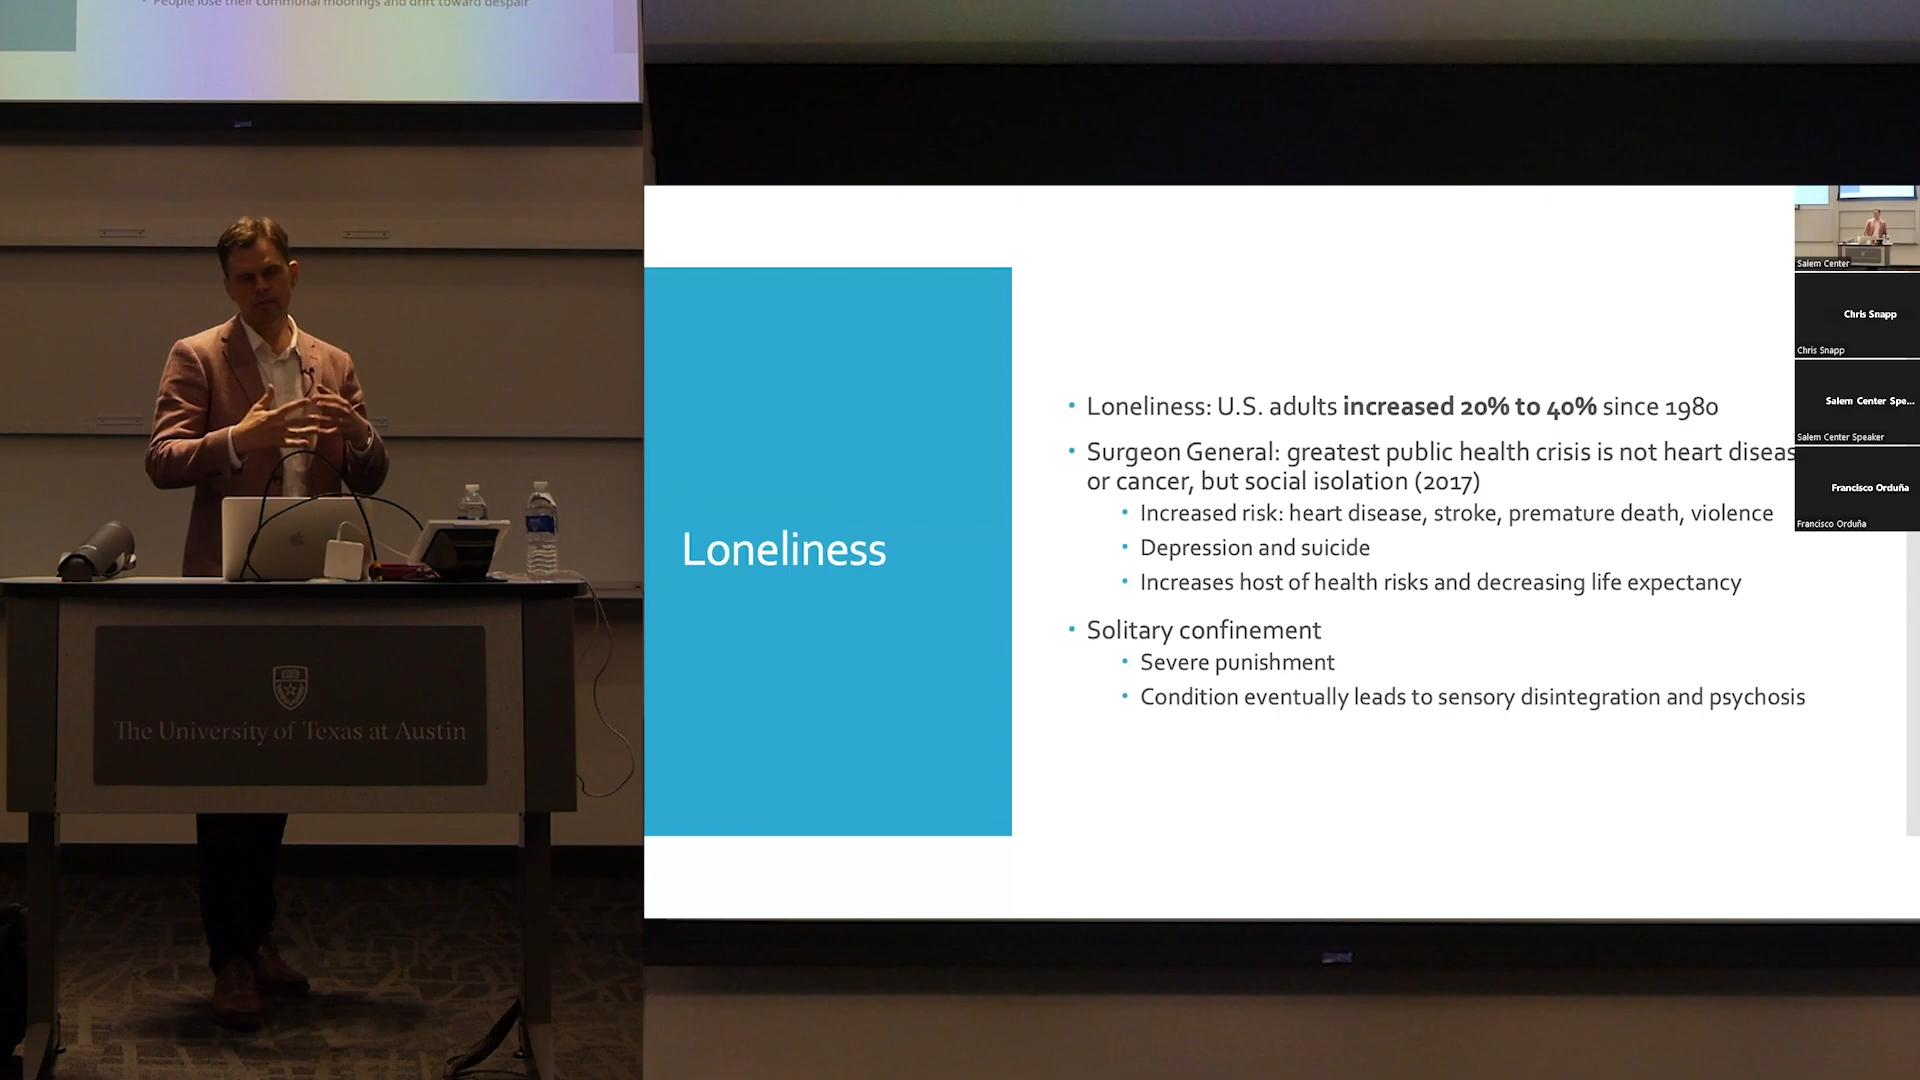 People lose their communal moorings and drift toward despair
The University of Texas at Austin
Loneliness
Loneliness: U.S. adults increased 20% to 40% since 1980
Surgeon General: greatest public health crisis is not heart diseas
or cancer, but social isolation (2017)
Increased risk: heart disease, stroke, premature death, violence
Depression and suicide
Increases host of health risks and decreasing life expectancy
Solitary confinement
Severe punishment
Condition eventually leads to sensory disintegration and psychosis
Salem Center
Chris Snapp
Chris Snapp
Salem Center Spe...
Salem Center Speaker
Francisco Orduña
Francisco Orduña